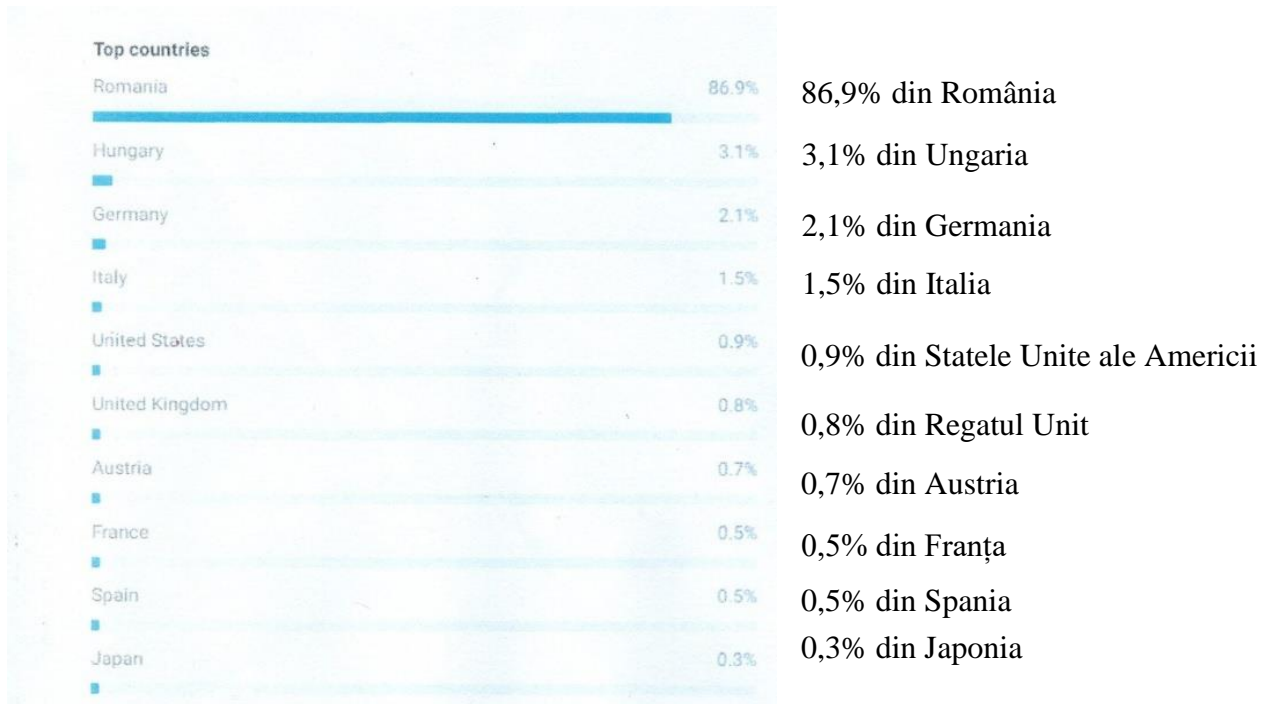 Top countries
Romania 86.9%
Hungary 3.1%
Germany 2.1%
Italy 1.5%
United States 0.9%
United Kingdom 0.8%
Austria 0.7%
France 0.5%
Spain 0.5%
Japan 0.3%
86,9% din România
3,1% din Ungaria
2,1% din Germania
1,5% din Italia
0,9% din Statele Unite ale Americii
0,8% din Regatul Unit
0,7% din Austria
0,5% din Franța
0,5% din Spania
0,3% din Japonia